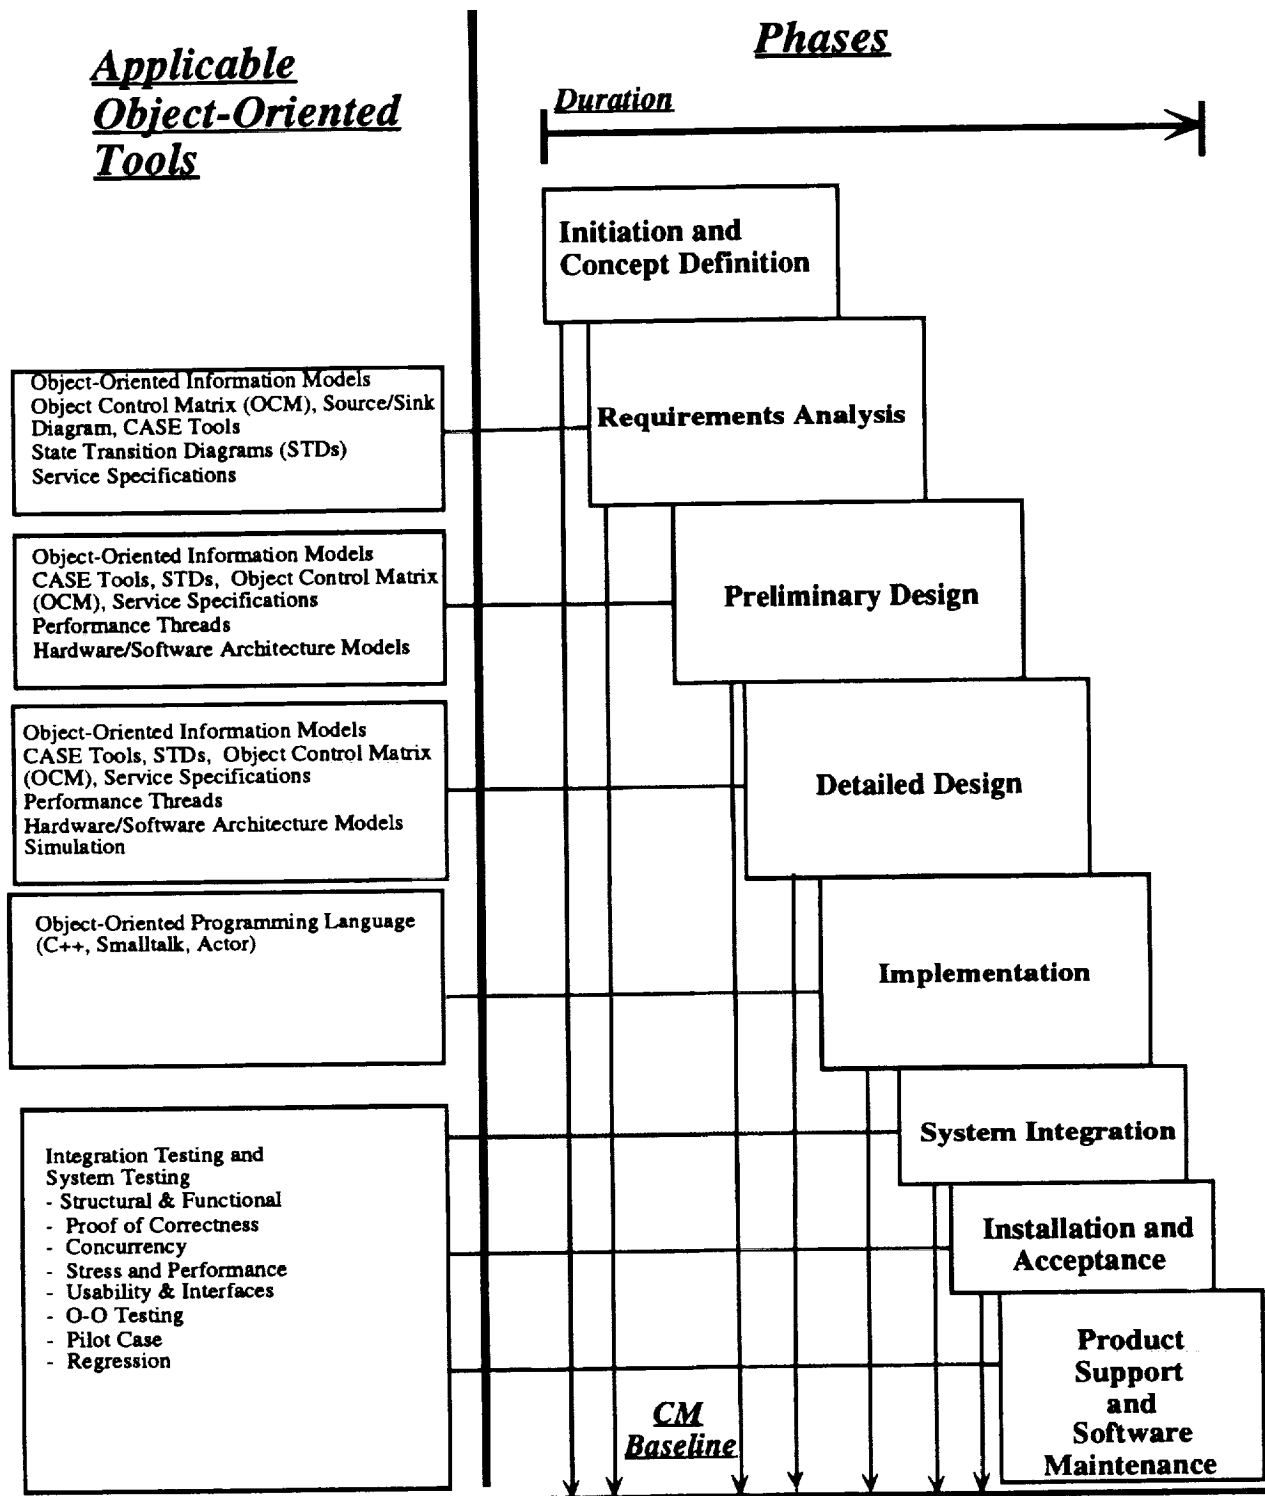 Applicable
Object-Oriented
Tools
Phases
Duration
Initiation and
Concept Definition
Object-Oriented Information Models
Object Control Matrix (OCM), Source/Sink
Diagram, CASE Tools
State Transition Diagrams (STDs)
Service Specifications
Requirements Analysis
Object-Oriented Information Models
CASE Tools, STDs, Object Control Matrix
(OCM), Service Specifications
Performance Threads
Hardware/Software Architecture Models
Preliminary Design
Object-Oriented Information Models
CASE Tools, STDs, Object Control Matrix
(OCM), Service Specifications
Performance Threads
Hardware/Software Architecture Models
Simulation
Detailed Design
Object-Oriented Programming Language
(C++, Smalltalk, Actor)
Implementation
Integration Testing and
System Testing
- Structural & Functional
- Proof of Correctness
- Concurrency
- Stress and Performance
- Usability & Interfaces
- O-O Testing
- Pilot Case
- Regression
System Integration
Installation and
Acceptance
Product
Support
and
Software
Maintenance
CM
Baseline